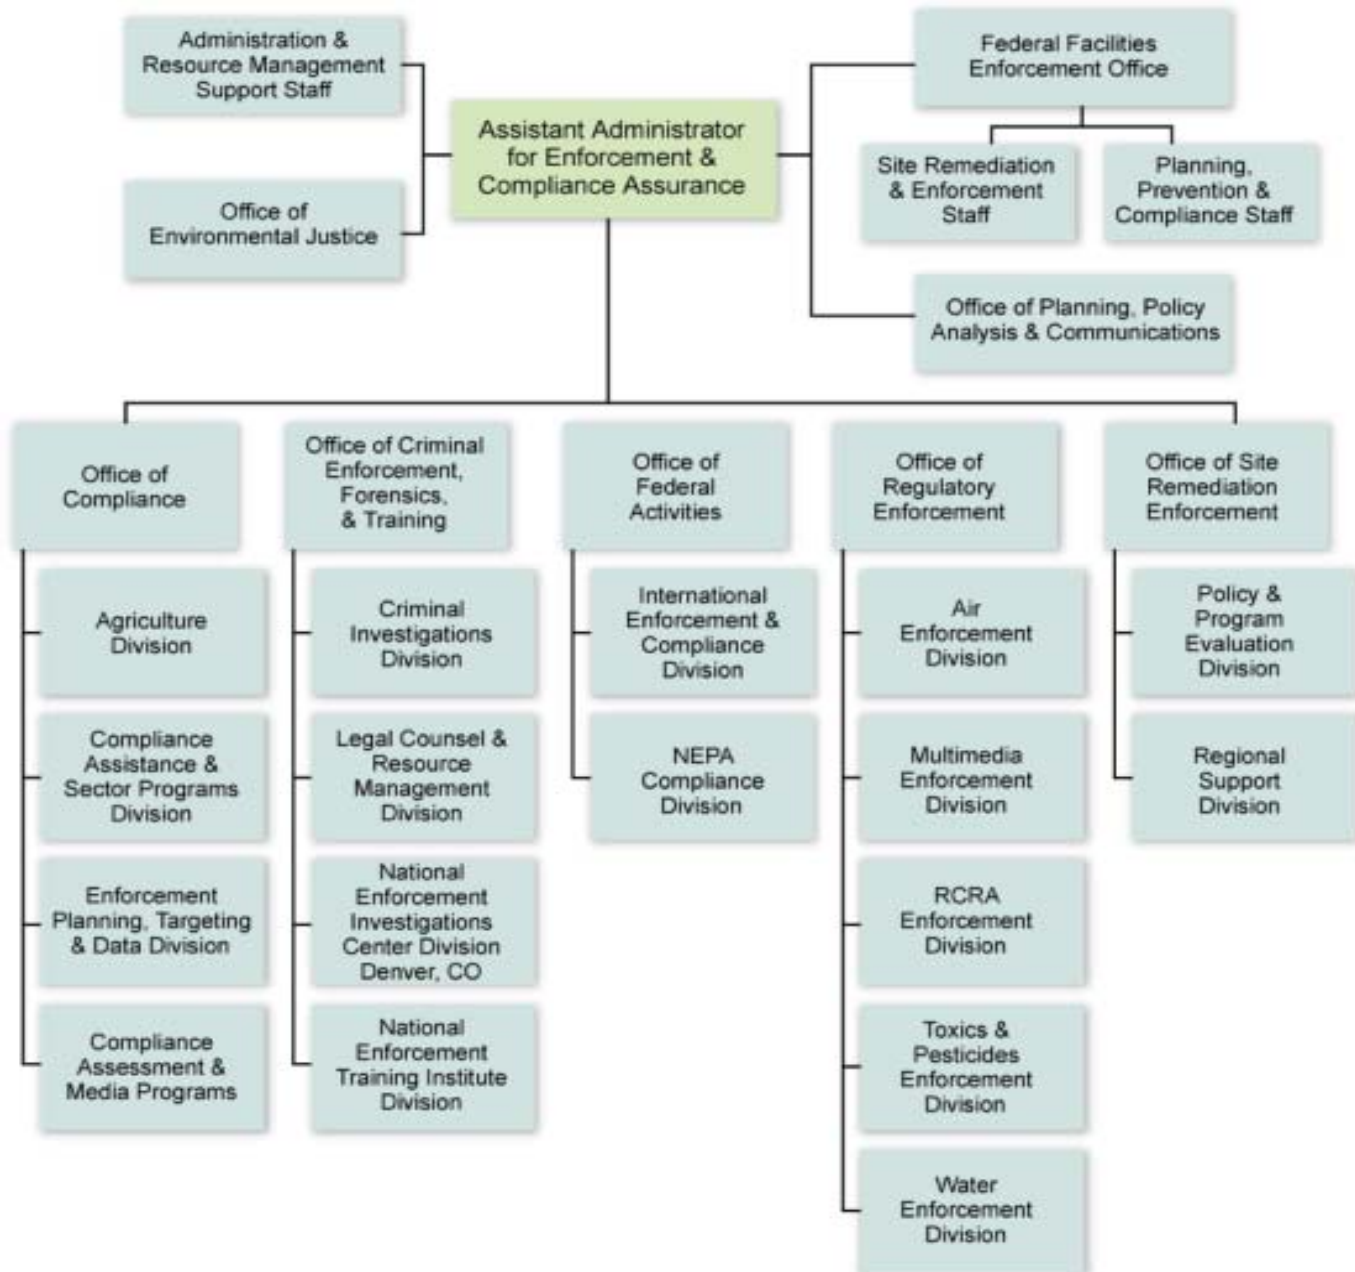 Administration &
Resource Management
Support Staff
Federal Facilities
Enforcement Office
Assistant Administrator
for Enforcement &
Compliance Assurance
Site Remediation
& Enforcement
Staff
Planning,
Prevention &
Compliance Staff
Office of
Environmental Justice
Office of Planning, Policy
Analysis & Communications
Office of
Compliance
Office of Criminal
Enforcement,
Forensics,
& Training
Office of
Federal
Activities
Office of
Regulatory
Enforcement
Office of Site
Remediation
Enforcement
Agriculture
Division
Criminal
Investigations
Division
International
Enforcement &
Compliance
Division
Air
Enforcement
Division
Policy &
Program
Evaluation
Division
Compliance
Assistance &
Sector Programs
Division
Legal Counsel &
Resource
Management
Division
NEPA
Compliance
Division
Multimedia
Enforcement
Division
Regional
Support
Division
Enforcement
Planning, Targeting
& Data Division
National
Enforcement
Investigations
Center Division
Denver, CO
RCRA
Enforcement
Division
Compliance
Assessment &
Media Programs
National
Enforcement
Training Institute
Division
Toxics &
Pesticides
Enforcement
Division
Water
Enforcement
Division